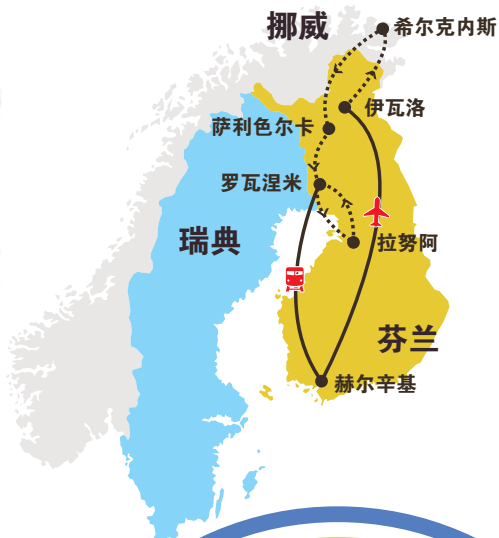 挪威
希尔克内斯
伊瓦洛
萨利色尔卡
罗瓦涅米
瑞典
拉努阿
芬兰
赫尔辛基